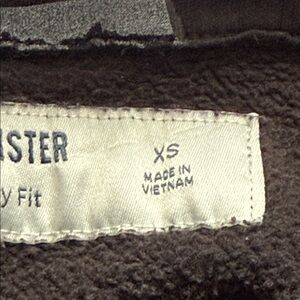 ISTER
y Fit
XS
MADE IN
VIETNAM